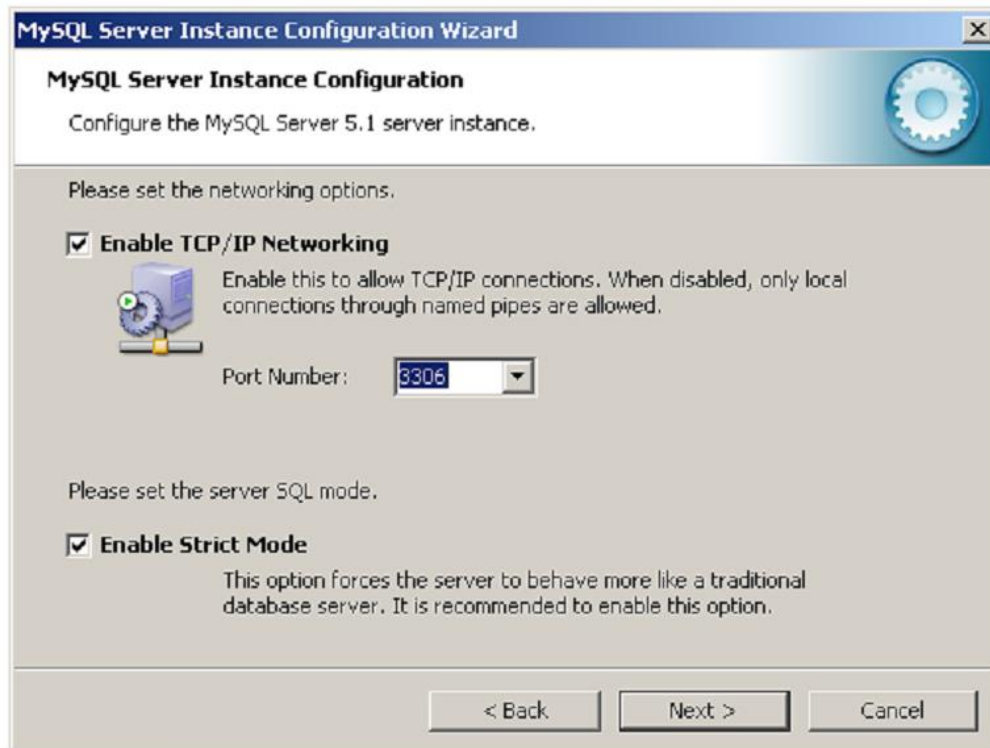 MySQL Server Instance Configuration Wizard
MySQL Server Instance Configuration
Configure the MySQL Server 5.1 server instance.
Please set the networking options.
Enable TCP/IP Networking
Enable this to allow TCP/IP connections. When disabled, only local
connections through named pipes are allowed.
Port Number: 3306
Please set the server SQL mode.
Enable Strict Mode
This option forces the server to behave more like a traditional
database server. It is recommended to enable this option.
< Back Next > Cancel